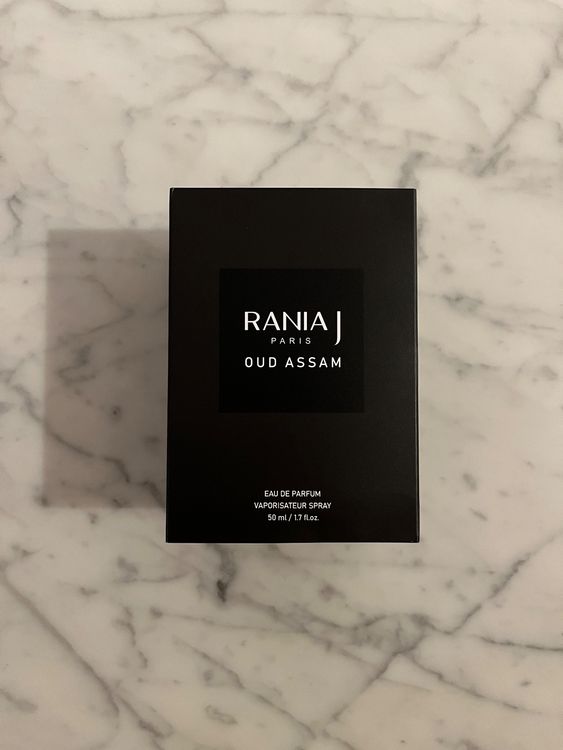 RANIA J
PARIS
OUD ASSAM
EAU DE PARFUM
VAPORISATEUR SPRAY
50 ml / 1.7 fl.oz.